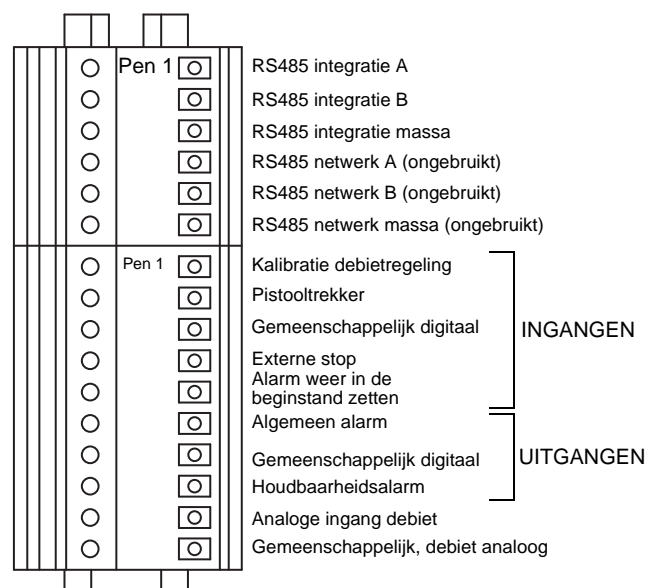 Pen 1
RS485 integratie A
RS485 integratie B
RS485 integratie massa
RS485 netwerk A (ongebruikt)
RS485 netwerk B (ongebruikt)
RS485 netwerk massa (ongebruikt)
Pen 1
Kalibratie debietregeling
Pistooltrekker
Gemeenschappelijk digitaal
INGANGEN
Externe stop
Alarm weer in de
beginstand zetten
Algemeen alarm
Gemeenschappelijk digitaal
UITGANGEN
Houdbaarheidsalarm
Analoge ingang debiet
Gemeenschappelijk, debiet analoog